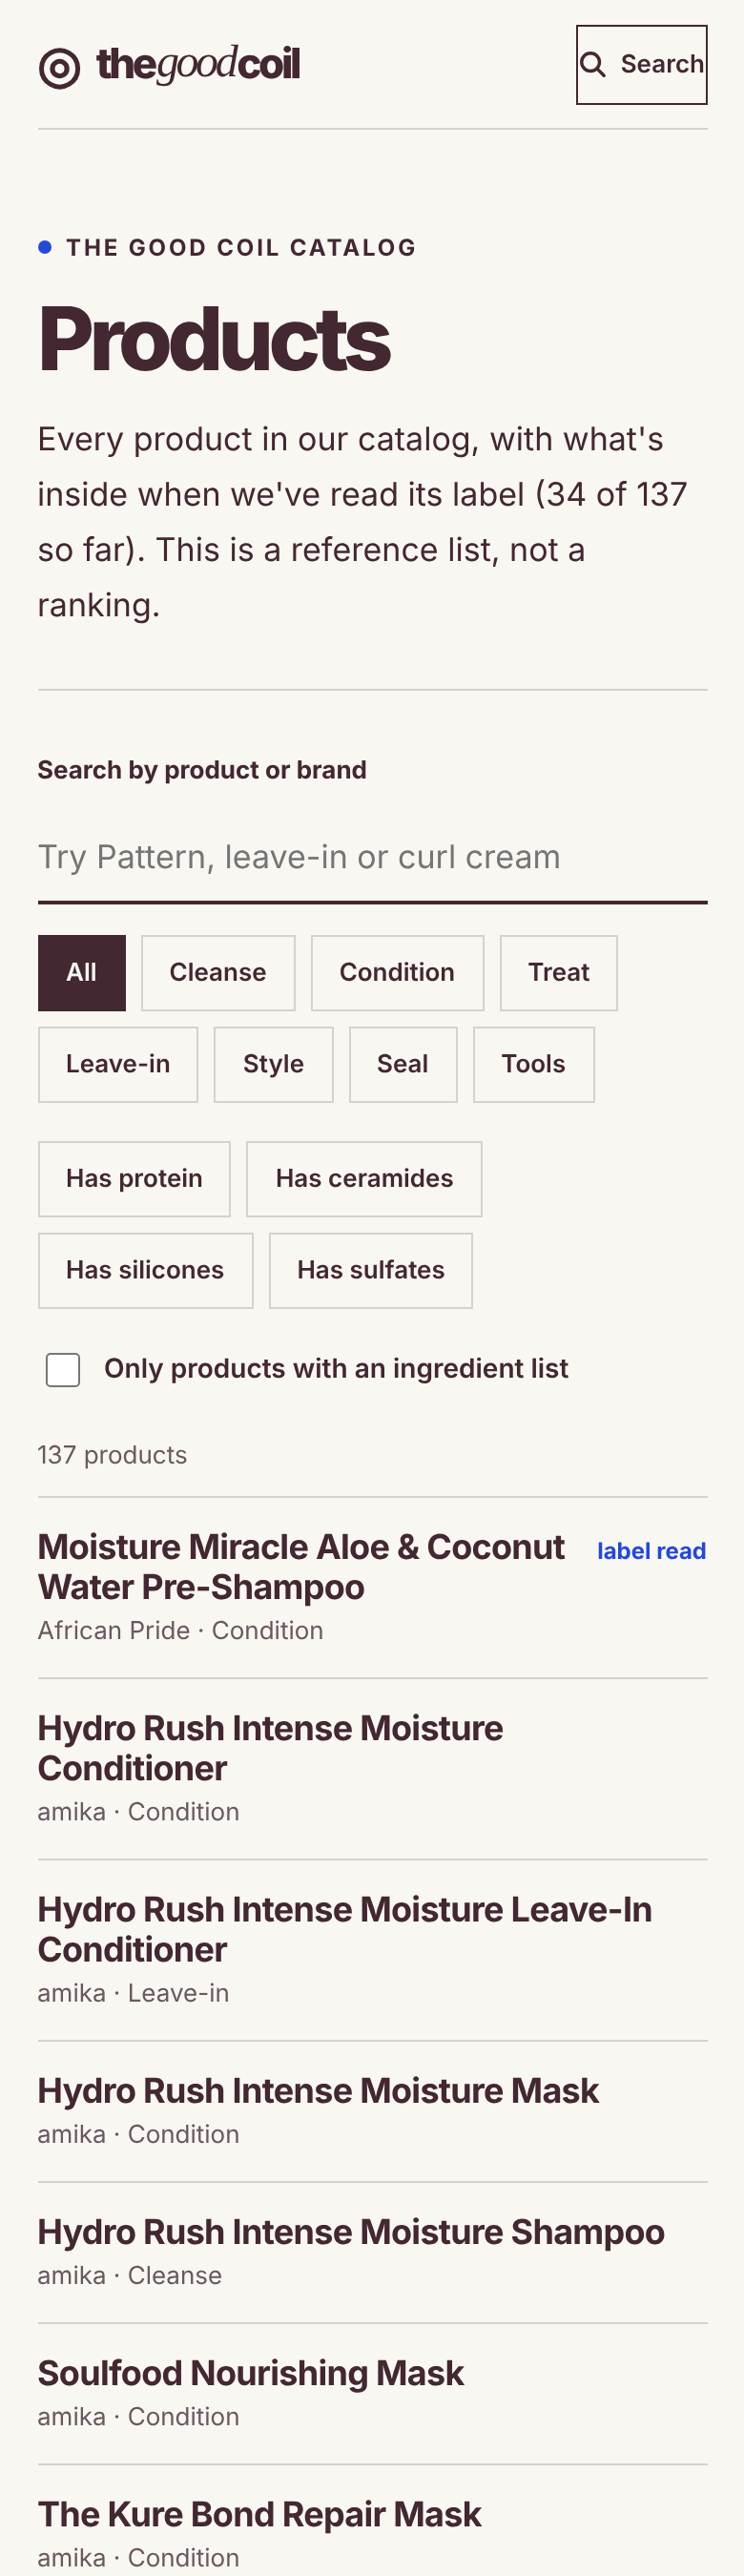 thegoodcoil
Search
THE GOOD COIL CATALOG
Products
Every product in our catalog, with what's
inside when we've read its label (34 of 137
so far). This is a reference list, not a
ranking.
Search by product or brand
Try Pattern, leave-in or curl cream
All Cleanse Condition Treat
Leave-in Style Seal Tools
Has protein Has ceramides
Has silicones Has sulfates
Only products with an ingredient list
137 products
Moisture Miracle Aloe & Coconut label read
Water Pre-Shampoo
African Pride · Condition
Hydro Rush Intense Moisture
Conditioner
amika · Condition
Hydro Rush Intense Moisture Leave-In
Conditioner
amika · Leave-in
Hydro Rush Intense Moisture Mask
amika · Condition
Hydro Rush Intense Moisture Shampoo
amika · Cleanse
Soulfood Nourishing Mask
amika · Condition
The Kure Bond Repair Mask
amika · Condition